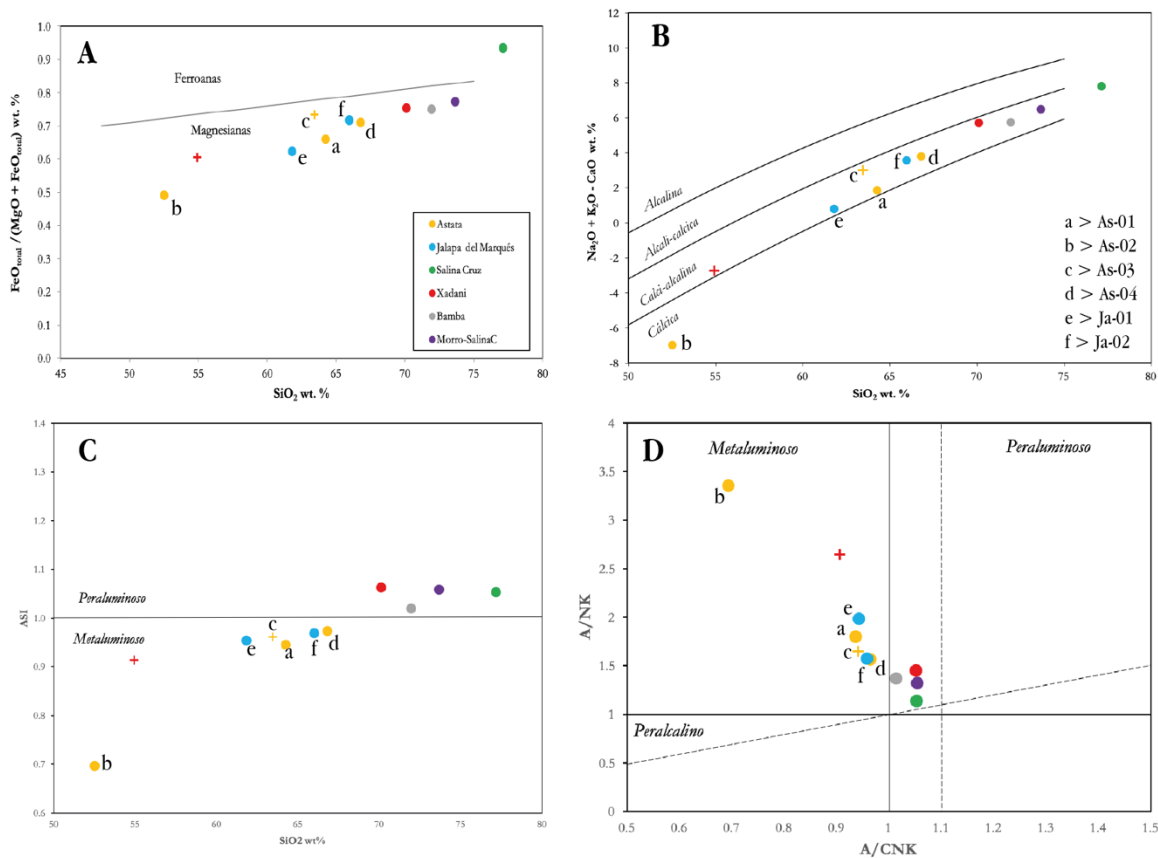 A
FeO_total / (MgO + FeO_total) wt. %
1.0
0.9
0.8
0.7
0.6
0.5
0.4
0.3
0.2
0.1
0.0
Ferroanas
Magnesianas
c
f
d
a
e
b
Astata
Jalapa del Marqués
Salina Cruz
Xadani
Bamba
Morro-SalinaC
45
50
55
60
65
70
75
80
SiO₂ wt. %
B
Na₂O + K₂O - CaO wt. %
12
10
8
6
4
2
0
-2
-4
-6
-8
Alcalina
Alcali-calcica
Calci-alcalina
Cálcica
c
f
d
a
e
b
a > As-01
b > As-02
c > As-03
d > As-04
e > Ja-01
f > Ja-02
50
55
60
65
70
75
80
SiO₂ wt. %
C
ASI
1.4
1.3
1.2
1.1
1.0
0.9
0.8
0.7
0.6
Peraluminoso
Metaluminoso
c
e
a
f
d
b
50
55
60
65
70
75
80
SiO2 wt%
D
A/NK
4
3.5
3
2.5
2
1.5
1
0.5
0
Metaluminoso
Peraluminoso
b
e
a
c
f
d
Peralcalino
0.5
0.6
0.7
0.8
0.9
1
1.1
1.2
1.3
1.4
1.5
A/CNK